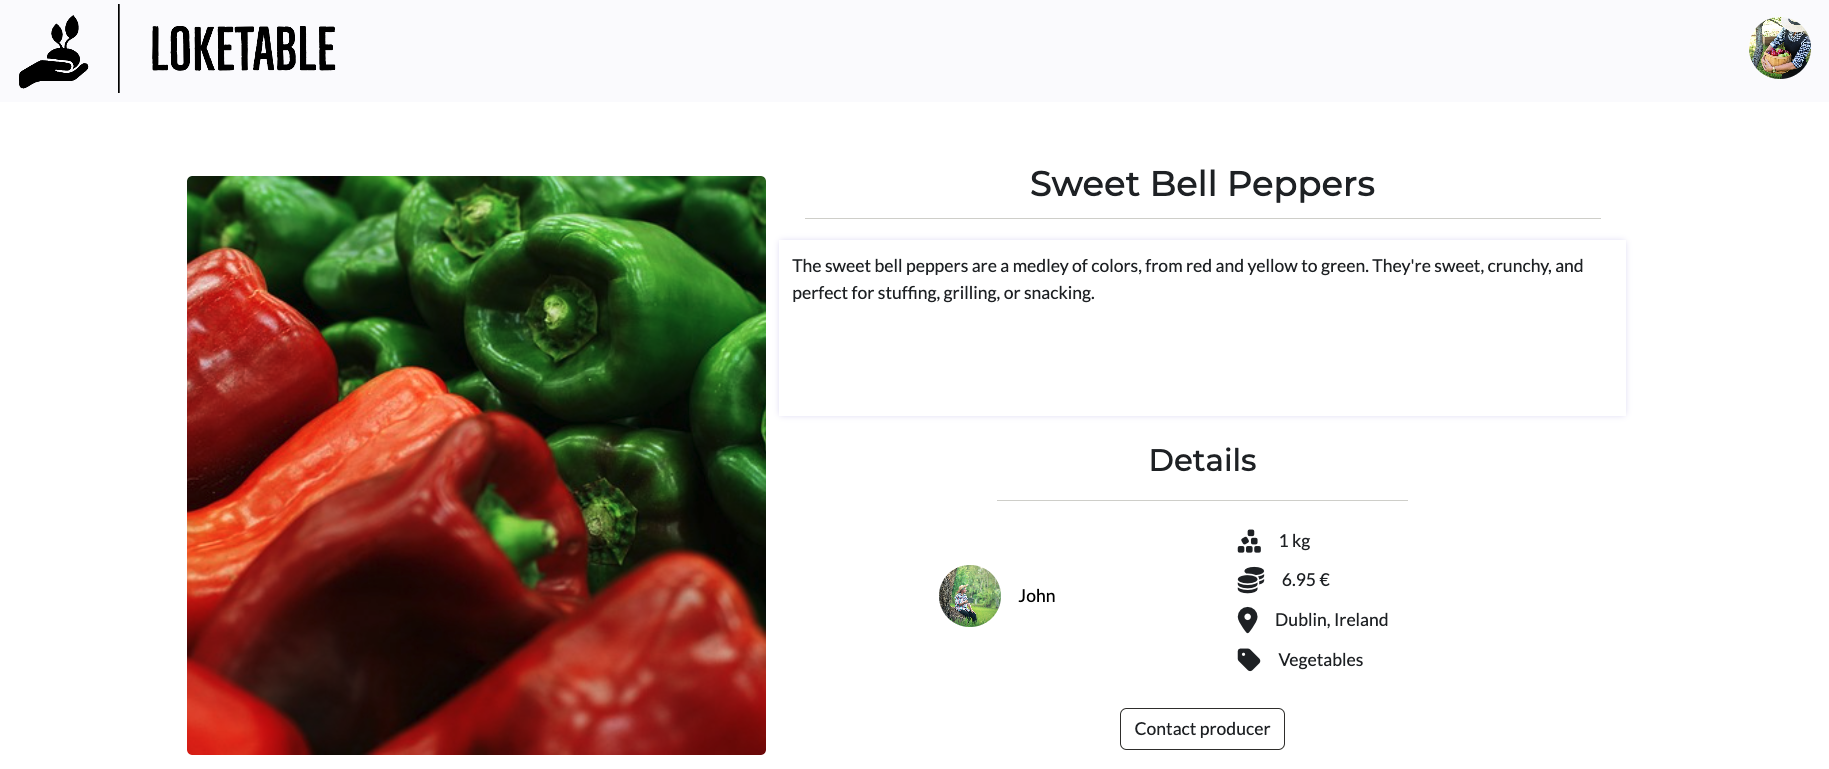 LOKETABLE
Sweet Bell Peppers
The sweet bell peppers are a medley of colors, from red and yellow to green. They're sweet, crunchy, and
perfect for stuffing, grilling, or snacking.
Details
John
1 kg
6.95 €
Dublin, Ireland
Vegetables
Contact producer